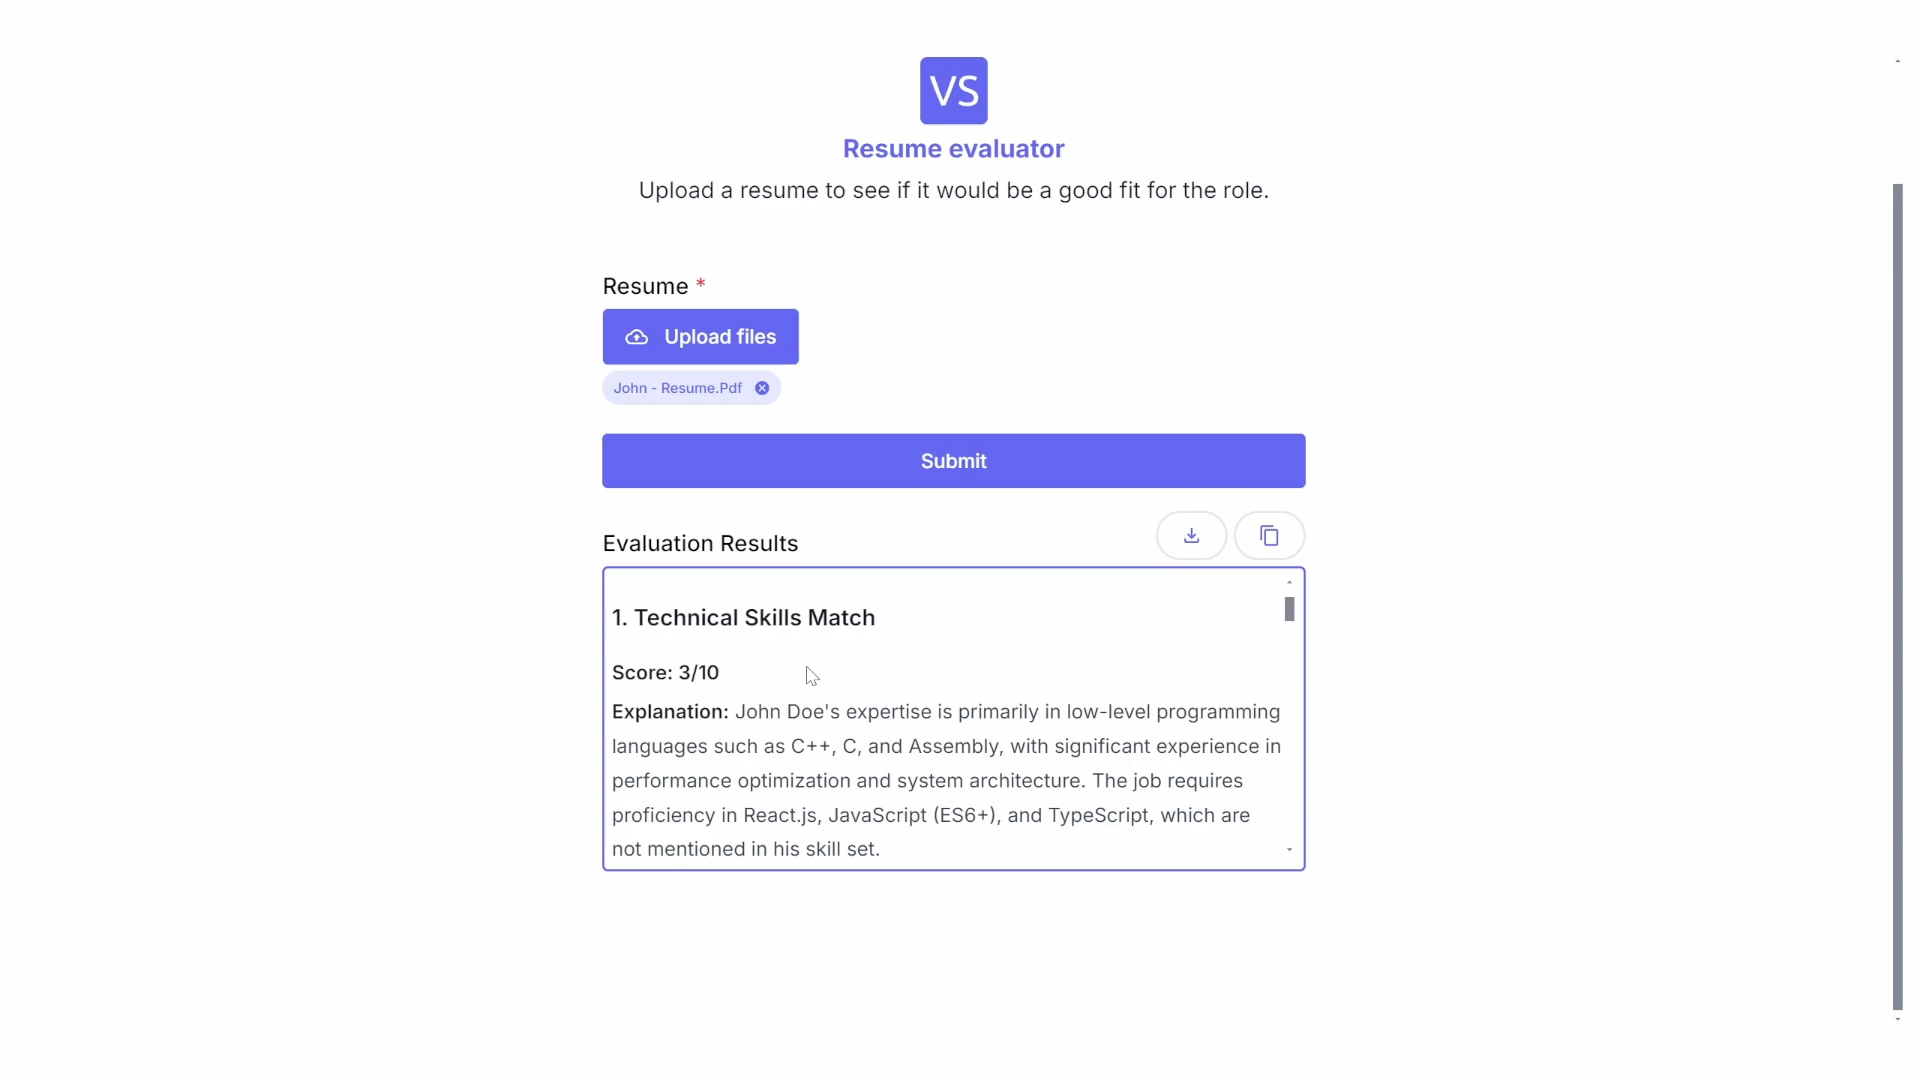 VS
Resume evaluator
Upload a resume to see if it would be a good fit for the role.
Resume *
Upload files
John - Resume.Pdf
Submit
Evaluation Results
1. Technical Skills Match
Score: 3/10
Explanation: John Doe's expertise is primarily in low-level programming
languages such as C++, C, and Assembly, with significant experience in
performance optimization and system architecture. The job requires
proficiency in React.js, JavaScript (ES6+), and TypeScript, which are
not mentioned in his skill set.